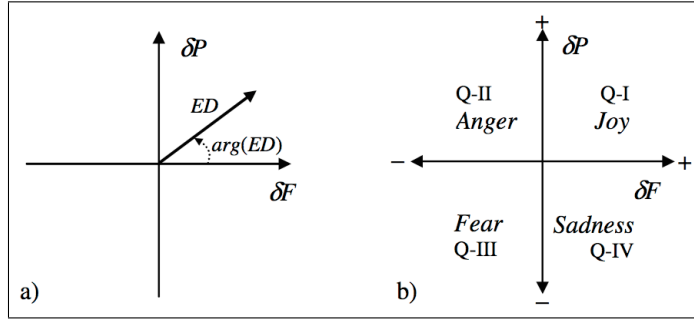 δP
ED
arg(ED)
δF
a)
+
δP
Q-II
Q-I
Anger
Joy
−
+
δF
Fear
Sadness
Q-III
Q-IV
−
b)